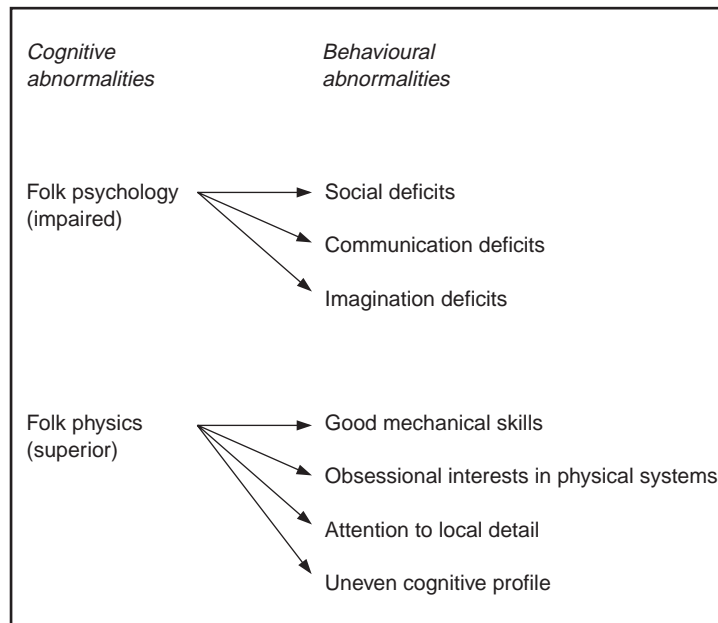 Cognitive abnormalities
Behavioural abnormalities
Folk psychology (impaired)
Social deficits
Communication deficits
Imagination deficits
Folk physics (superior)
Good mechanical skills
Obsessional interests in physical systems
Attention to local detail
Uneven cognitive profile